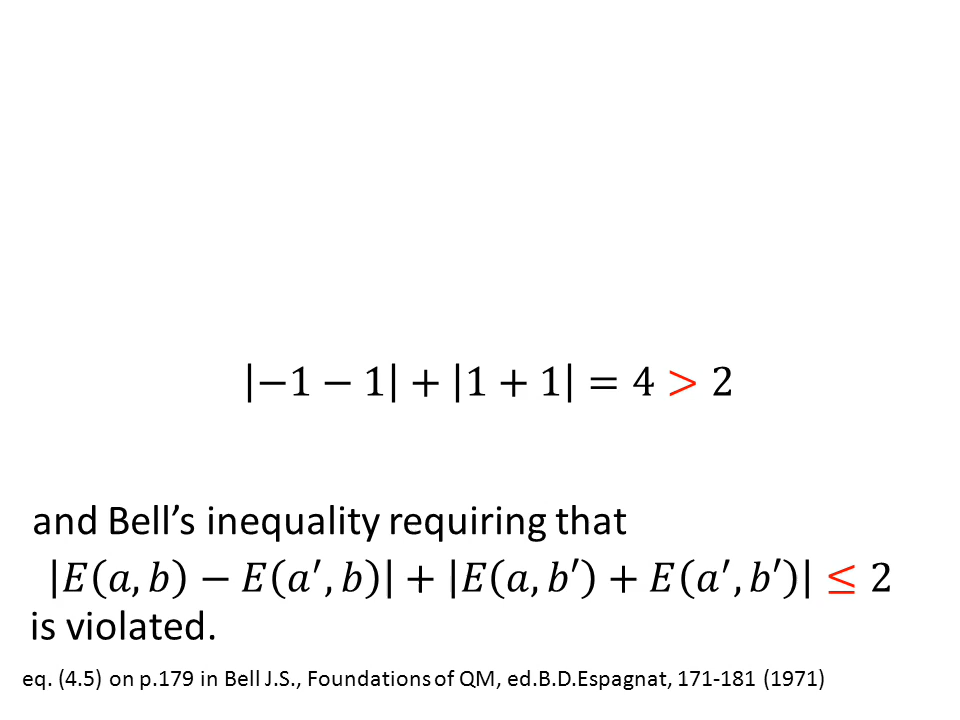 |−1 − 1| + |1 + 1| = 4 > 2
and Bell’s inequality requiring that
|E(a, b) − E(a′, b)| + |E(a, b′) + E(a′, b′)| ≤ 2
is violated.
eq. (4.5) on p.179 in Bell J.S., Foundations of QM, ed.B.D.Espagnat, 171-181 (1971)